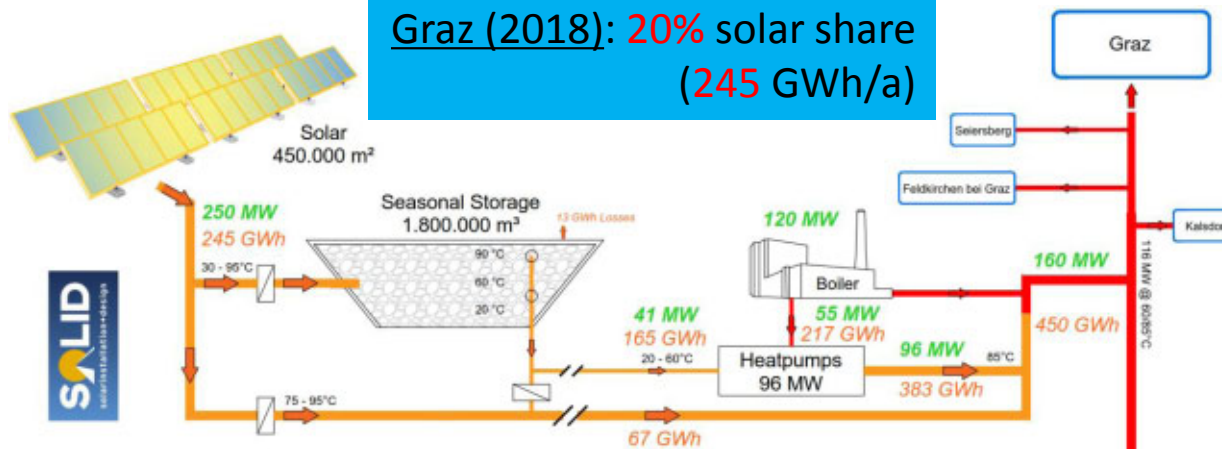 Graz (2018): 20% solar share
(245 GWh/a)
Graz
Seiersberg
Feldkirchen bei Graz
Kalsdorf
Solar
450.000 m²
250 MW
245 GWh
Seasonal Storage
1.800.000 m³
13 GWh Losses
30 - 95°C
90 °C
60 °C
20°C
120 MW
Boiler
160 MW
116 MW @ 60/85°C
41 MW
165 GWh
20 - 60°C
55 MW
217 GWh
Heatpumps
96 MW
96 MW
85°C
383 GWh
450 GWh
SOLID
solarinstallation+design
75 - 95°C
67 GWh